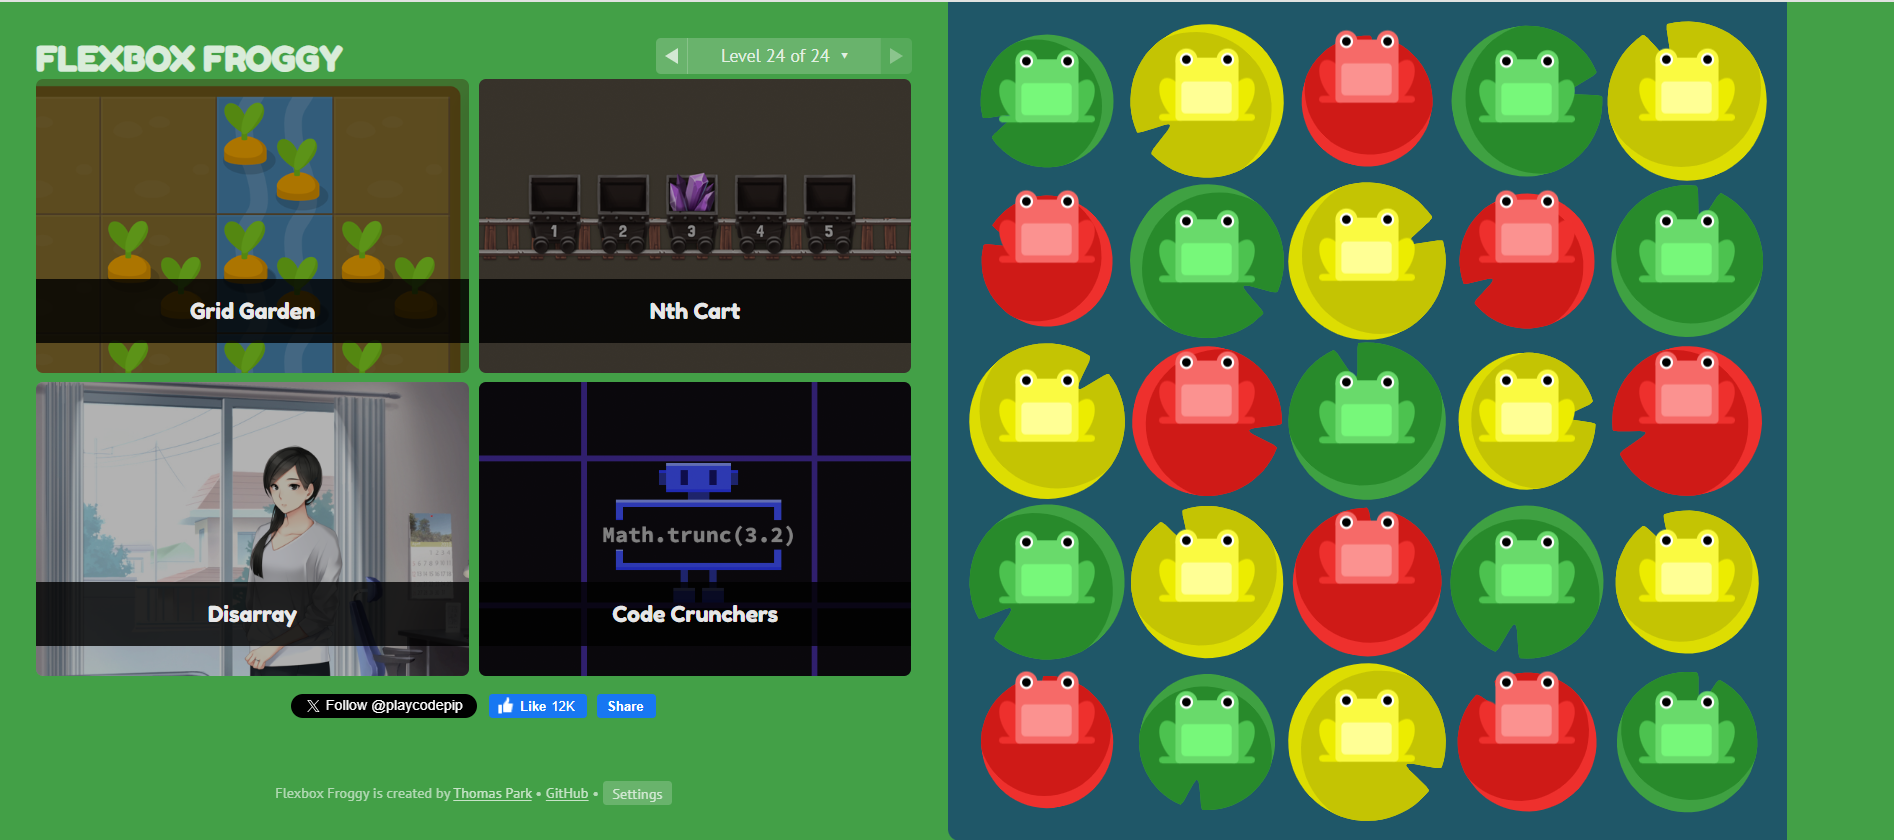 FLEXBOX FROGGY
Level 24 of 24
1 2 3 4 5
Grid Garden
Nth Cart
Math.trunc(3.2)
Disarray
Code Crunchers
Follow @playcodepip
Like 12K
Share
Flexbox Froggy is created by Thomas Park • GitHub • Settings